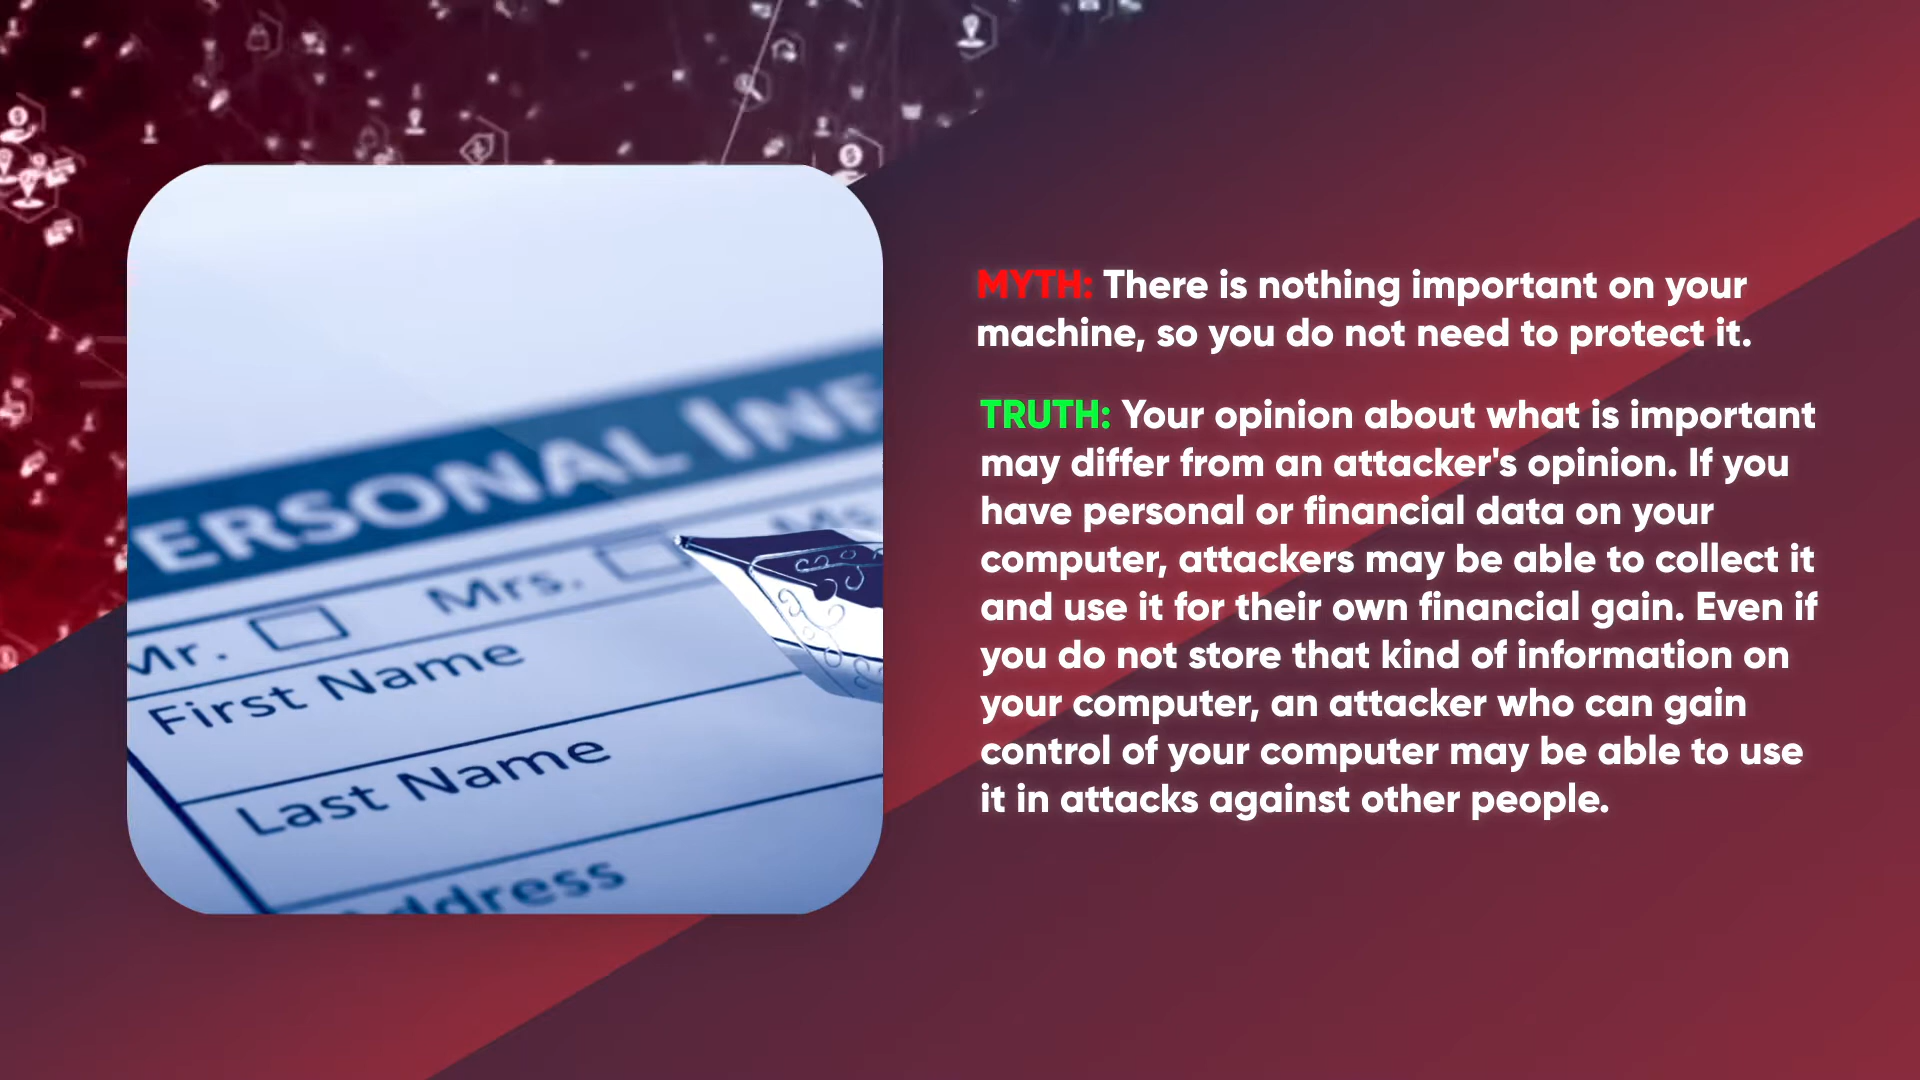 ERSONAL INF
Mr. Mrs. Ms
First Name
Last Name
Address
MYTH: There is nothing important on your
machine, so you do not need to protect it.
TRUTH: Your opinion about what is important
may differ from an attacker's opinion. If you
have personal or financial data on your
computer, attackers may be able to collect it
and use it for their own financial gain. Even if
you do not store that kind of information on
your computer, an attacker who can gain
control of your computer may be able to use
it in attacks against other people.